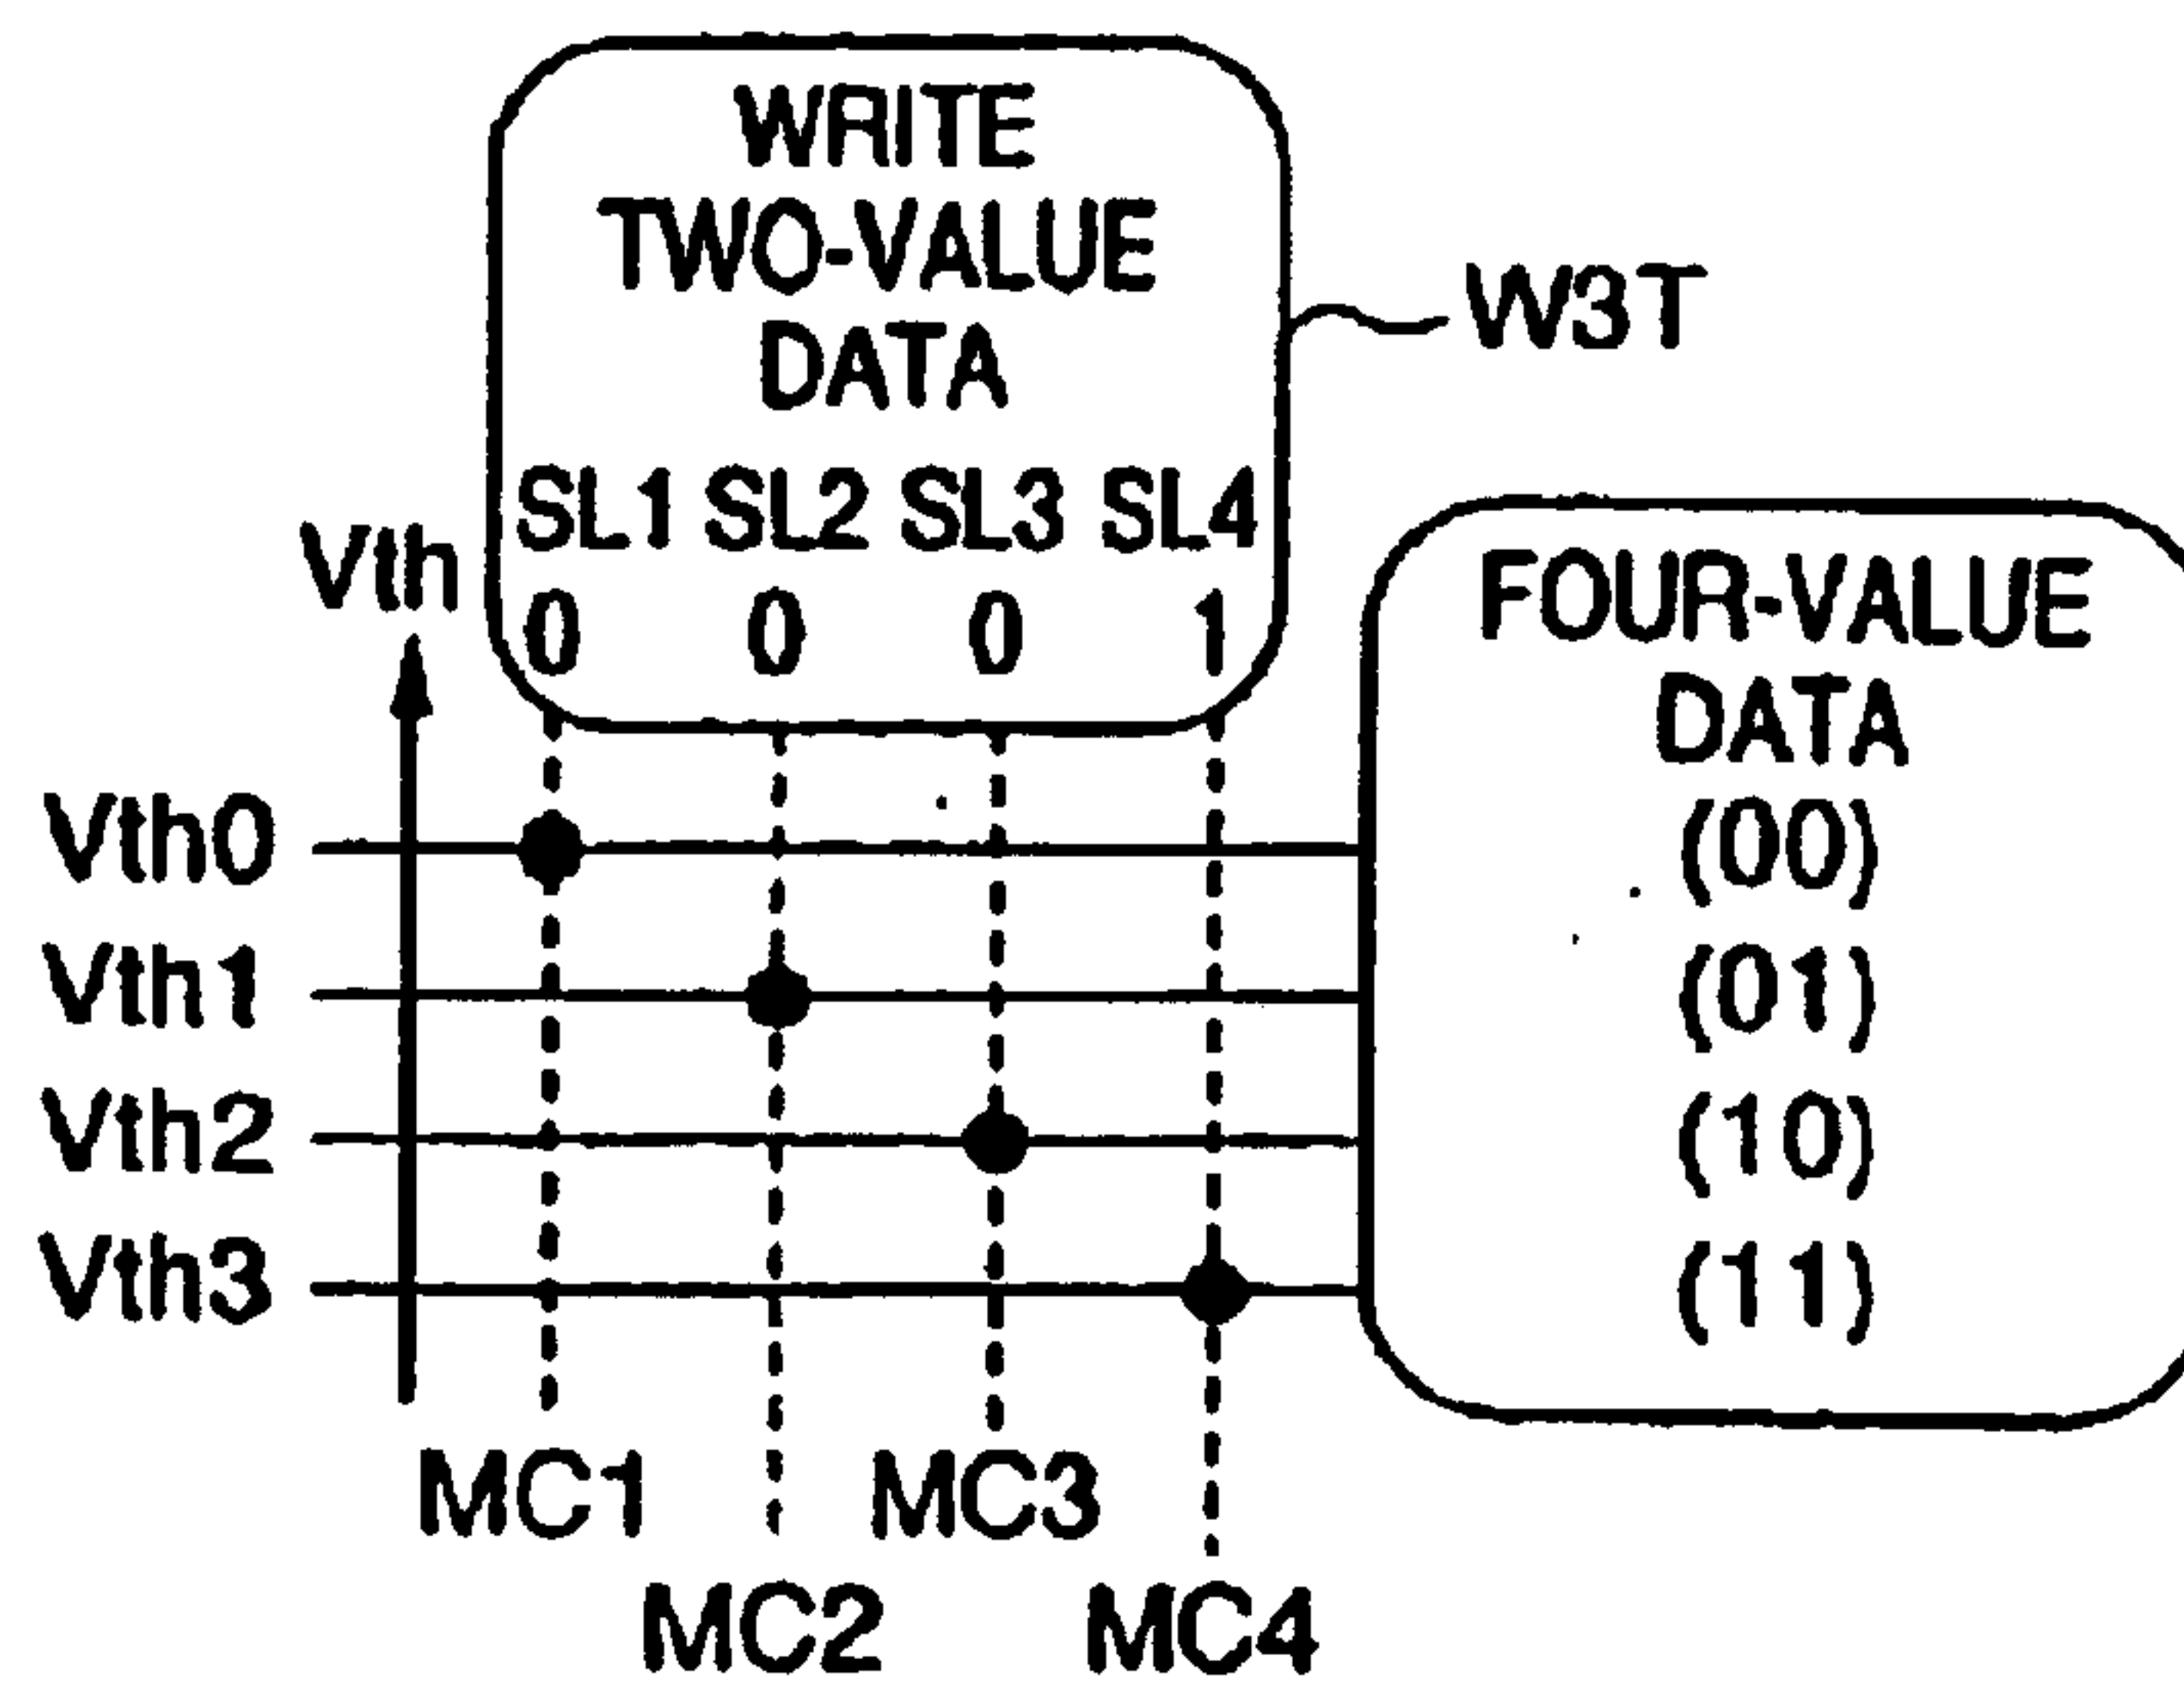 WRITE
TWO-VALUE
DATA
W3T
SL1 SL2 SL3 SL4
0 0 0 1
Vth
FOUR-VALUE
DATA
Vth0 (00)
Vth1 (01)
Vth2 (10)
Vth3 (11)
MC1 MC3
MC2 MC4